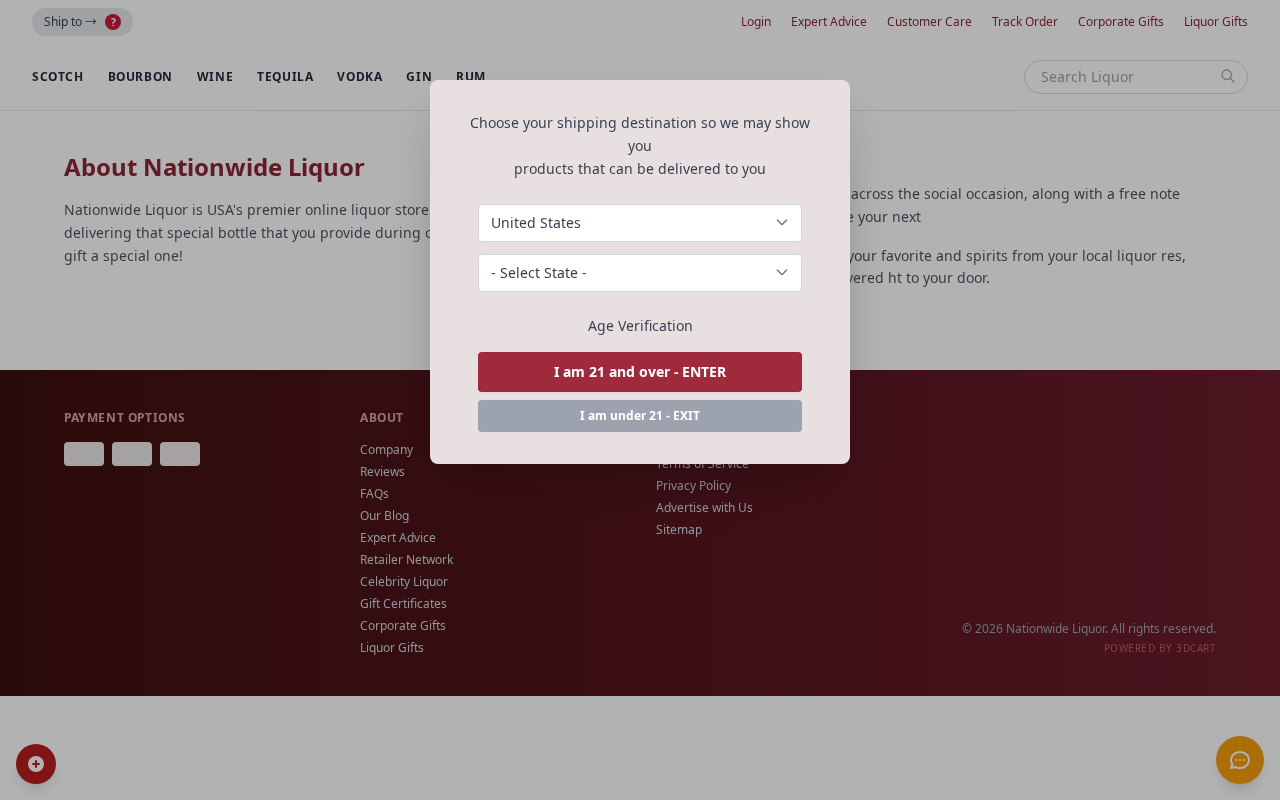 Ship to → ?
Login Expert Advice Customer Care Track Order Corporate Gifts Liquor Gifts
SCOTCH BOURBON WINE TEQUILA VODKA GIN RUM
Search Liquor
Choose your shipping destination so we may show
you
products that can be delivered to you
United States
- Select State -
Age Verification
I am 21 and over - ENTER
I am under 21 - EXIT
About Nationwide Liquor
Nationwide Liquor is USA's premier online liquor store
delivering that special bottle that you provide during
gift a special one!
across the social occasion, along with a free note
your next
your favorite and spirits from your local liquor res,
ht to your door.
PAYMENT OPTIONS
ABOUT
Company
Reviews
FAQs
Our Blog
Expert Advice
Retailer Network
Celebrity Liquor
Gift Certificates
Corporate Gifts
Liquor Gifts
Terms of Service
Privacy Policy
Advertise with Us
Sitemap
© 2026 Nationwide Liquor. All rights reserved.
POWERED BY 3DCART